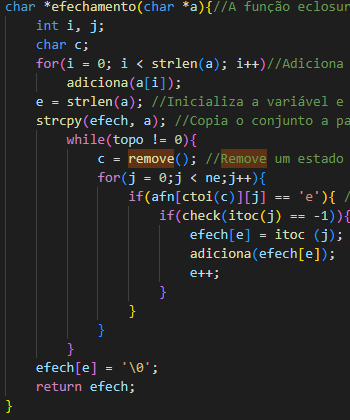 char *efechamento(char *a){//A função eclosur
int i, j;
char c;
for(i = 0; i < strlen(a); i++)//Adiciona
adiciona(a[i]);
e = strlen(a); //Inicializa a variável e
strcpy(efech, a); //Copia o conjunto a pa
while(topo != 0){
c = remove(); //Remove um estado
for(j = 0;j < ne;j++){
if(afn[ctoi(c)][j] == 'e'){ /
if(check(itoc(j) == -1)){
efech[e] = itoc (j);
adiciona(efech[e]);
e++;
}
}
}
}
efech[e] = '\0';
return efech;
}